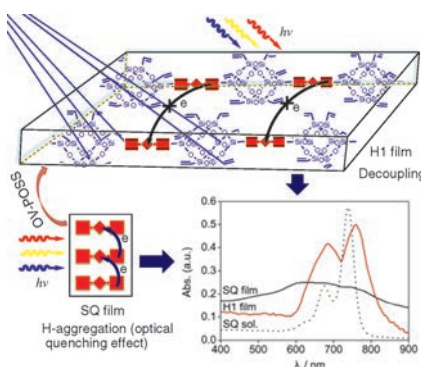 hν
e
e
H1 film
Decoupling
OV-POSS
e
e
hν
SQ film
H-aggregation (optical
quenching effect)
Abs. (a.u.)
0.6
0.5
0.4
0.3
0.2
0.1
0.0
SQ film
H1 film
SQ sol.
400 500 600 700 800 900
λ / nm